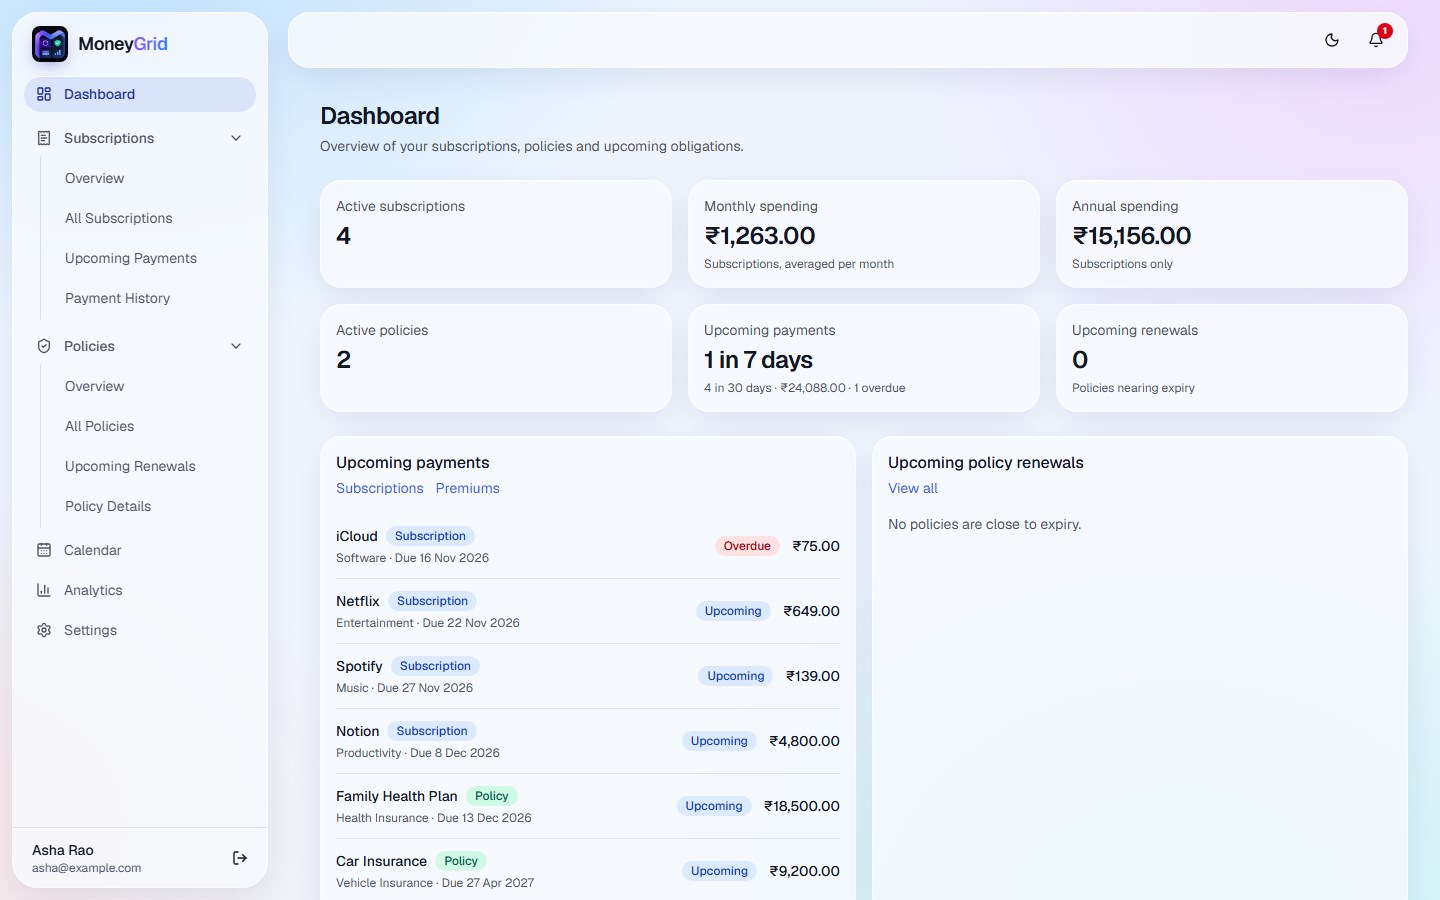 MoneyGrid
1
Dashboard
Subscriptions
Overview
All Subscriptions
Upcoming Payments
Payment History
Policies
Overview
All Policies
Upcoming Renewals
Policy Details
Calendar
Analytics
Settings
Asha Rao
asha@example.com
Dashboard
Overview of your subscriptions, policies and upcoming obligations.
Active subscriptions
4
Monthly spending
₹1,263.00
Subscriptions, averaged per month
Annual spending
₹15,156.00
Subscriptions only
Active policies
2
Upcoming payments
1 in 7 days
4 in 30 days · ₹24,088.00 · 1 overdue
Upcoming renewals
0
Policies nearing expiry
Upcoming payments
Subscriptions Premiums
iCloud Subscription
Software · Due 16 Nov 2026
Overdue ₹75.00
Netflix Subscription
Entertainment · Due 22 Nov 2026
Upcoming ₹649.00
Spotify Subscription
Music · Due 27 Nov 2026
Upcoming ₹139.00
Notion Subscription
Productivity · Due 8 Dec 2026
Upcoming ₹4,800.00
Family Health Plan Policy
Health Insurance · Due 13 Dec 2026
Upcoming ₹18,500.00
Car Insurance Policy
Vehicle Insurance · Due 27 Apr 2027
Upcoming ₹9,200.00
Upcoming policy renewals
View all
No policies are close to expiry.